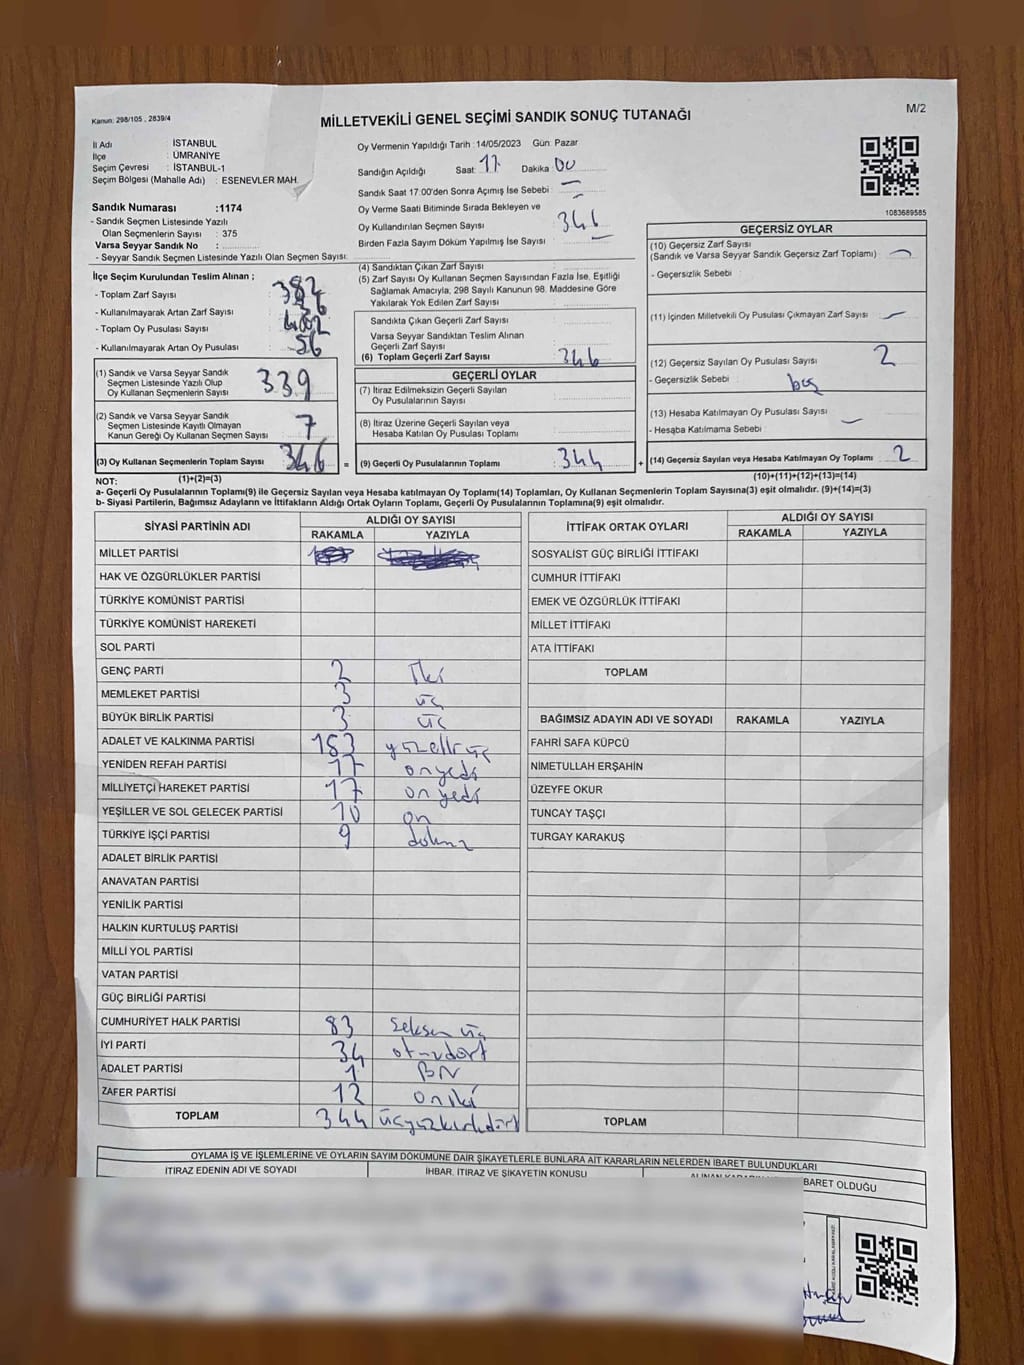 Kanun: 298/105 , 2839/4
MİLLETVEKİLİ GENEL SEÇİMİ SANDIK SONUÇ TUTANAĞI
M/2
İl Adı : İSTANBUL
İlçe : ÜMRANİYE
Seçim Çevresi : İSTANBUL-1
Seçim Bölgesi (Mahalle Adı) : ESENEVLER MAH.
Sandık Numarası :1174
- Sandık Seçmen Listesinde Yazılı
Olan Seçmenlerin Sayısı : 375
Varsa Seyyar Sandık No :
- Seyyar Sandık Seçmen Listesinde Yazılı Olan Seçmen Sayısı:
Oy Vermenin Yapıldığı Tarih : 14/05/2023 Gün: Pazar
Sandığın Açıldığı Saat: 17 Dakika: 00
Sandık Saat 17:00'den Sonra Açımış İse Sebebi :
Oy Verme Saati Bitiminde Sırada Bekleyen ve
Oy Kullandırılan Seçmen Sayısı : 346
Birden Fazla Sayım Döküm Yapılmış İse Sayısı :
1083689585
İlçe Seçim Kurulundan Teslim Alınan ;
- Toplam Zarf Sayısı : 382
- Kullanılmayarak Artan Zarf Sayısı : 36
- Toplam Oy Pusulası Sayısı : 402
- Kullanılmayarak Artan Oy Pusulası : 56
(1) Sandık ve Varsa Seyyar Sandık
Seçmen Listesinde Yazılı Olup
Oy Kullanan Seçmenlerin Sayısı 339
(2) Sandık ve Varsa Seyyar Sandık
Seçmen Listesinde Kayıtlı Olmayan
Kanun Gereği Oy Kullanan Seçmen Sayısı 7
(3) Oy Kullanan Seçmenlerin Toplam Sayısı 346
(4) Sandıktan Çıkan Zarf Sayısı
(5) Zarf Sayısı Oy Kullanan Seçmen Sayısından Fazla İse, Eşitliği
Sağlamak Amacıyla, 298 Sayılı Kanunun 98. Maddesine Göre
Yakılarak Yok Edilen Zarf Sayısı
Sandıkta Çıkan Geçerli Zarf Sayısı :
Varsa Seyyar Sandıktan Teslim Alınan
Geçerli Zarf Sayısı :
(6) Toplam Geçerli Zarf Sayısı : 346
GEÇERLİ OYLAR
(7) İtiraz Edilmeksizin Geçerli Sayılan
Oy Pusulalarının Sayısı :
(8) İtiraz Üzerine Geçerli Sayılan veya
Hesaba Katılan Oy Pusulası Toplamı :
= (9) Geçerli Oy Pusulalarının Toplamı : 344
GEÇERSİZ OYLAR
(10) Geçersiz Zarf Sayısı
(Sandık ve Varsa Seyyar Sandık Geçersiz Zarf Toplamı) : —
- Geçersizlik Sebebi :
(11) İçinden Milletvekili Oy Pusulası Çıkmayan Zarf Sayısı : —
(12) Geçersiz Sayılan Oy Pusulası Sayısı : 2
- Geçersizlik Sebebi : boş
(13) Hesaba Katılmayan Oy Pusulası Sayısı :
- Hesaba Katılmama Sebebi : —
+ (14) Geçersiz Sayılan veya Hesaba Katılmayan Oy Toplamı : 2
NOT: (1)+(2)=(3)
(10)+(11)+(12)+(13)=(14)
a- Geçerli Oy Pusulalarının Toplamı(9) ile Geçersiz Sayılan veya Hesaba katılmayan Oy Toplamı(14) Toplamları, Oy Kullanan Seçmenlerin Toplam Sayısına(3) eşit olmalıdır. (9)+(14)=(3)
b- Siyasi Partilerin, Bağımsız Adayların ve İttifakların Aldığı Ortak Oyların Toplamı, Geçerli Oy Pusulalarının Toplamına(9) eşit olmalıdır.
SİYASİ PARTİNİN ADI ALDIĞI OY SAYISI
RAKAMLA YAZIYLA
MİLLET PARTİSİ
HAK VE ÖZGÜRLÜKLER PARTİSİ
TÜRKİYE KOMÜNİST PARTİSİ
TÜRKİYE KOMÜNİST HAREKETİ
SOL PARTİ
GENÇ PARTİ 2 İki
MEMLEKET PARTİSİ 3 üç
BÜYÜK BİRLİK PARTİSİ 3 üç
ADALET VE KALKINMA PARTİSİ 153 yüzelli üç
YENİDEN REFAH PARTİSİ 17 onyedi
MİLLİYETÇİ HAREKET PARTİSİ 17 onyedi
YEŞİLLER VE SOL GELECEK PARTİSİ 10 on
TÜRKİYE İŞÇİ PARTİSİ 9 dokuz
ADALET BİRLİK PARTİSİ
ANAVATAN PARTİSİ
YENİLİK PARTİSİ
HALKIN KURTULUŞ PARTİSİ
MİLLİ YOL PARTİSİ
VATAN PARTİSİ
GÜÇ BİRLİĞİ PARTİSİ
CUMHURİYET HALK PARTİSİ 83 seksen üç
İYİ PARTİ 34 otuzdört
ADALET PARTİSİ 1 BİR
ZAFER PARTİSİ 12 oniki
TOPLAM 344 üçyüzkırkdört
İTTİFAK ORTAK OYLARI ALDIĞI OY SAYISI
RAKAMLA YAZIYLA
SOSYALIST GÜÇ BİRLİĞİ İTTİFAKI
CUMHUR İTTİFAKI
EMEK VE ÖZGÜRLÜK İTTİFAKI
MİLLET İTTİFAKI
ATA İTTİFAKI
TOPLAM
BAĞIMSIZ ADAYIN ADI VE SOYADI RAKAMLA YAZIYLA
FAHRİ SAFA KÜPCÜ
NİMETULLAH ERŞAHİN
ÜZEYFE OKUR
TUNCAY TAŞÇI
TURGAY KARAKUŞ
TOPLAM
OYLAMA İŞ VE İŞLEMLERİNE VE OYLARIN SAYIM DÖKÜMÜNE DAİR ŞİKAYETLERLE BUNLARA AİT KARARLARIN NELERDEN İBARET BULUNDUKLARI
İTİRAZ EDENİN ADI VE SOYADI İHBAR, İTİRAZ VE ŞİKAYETİN KONUSU
BARET OLDUĞU